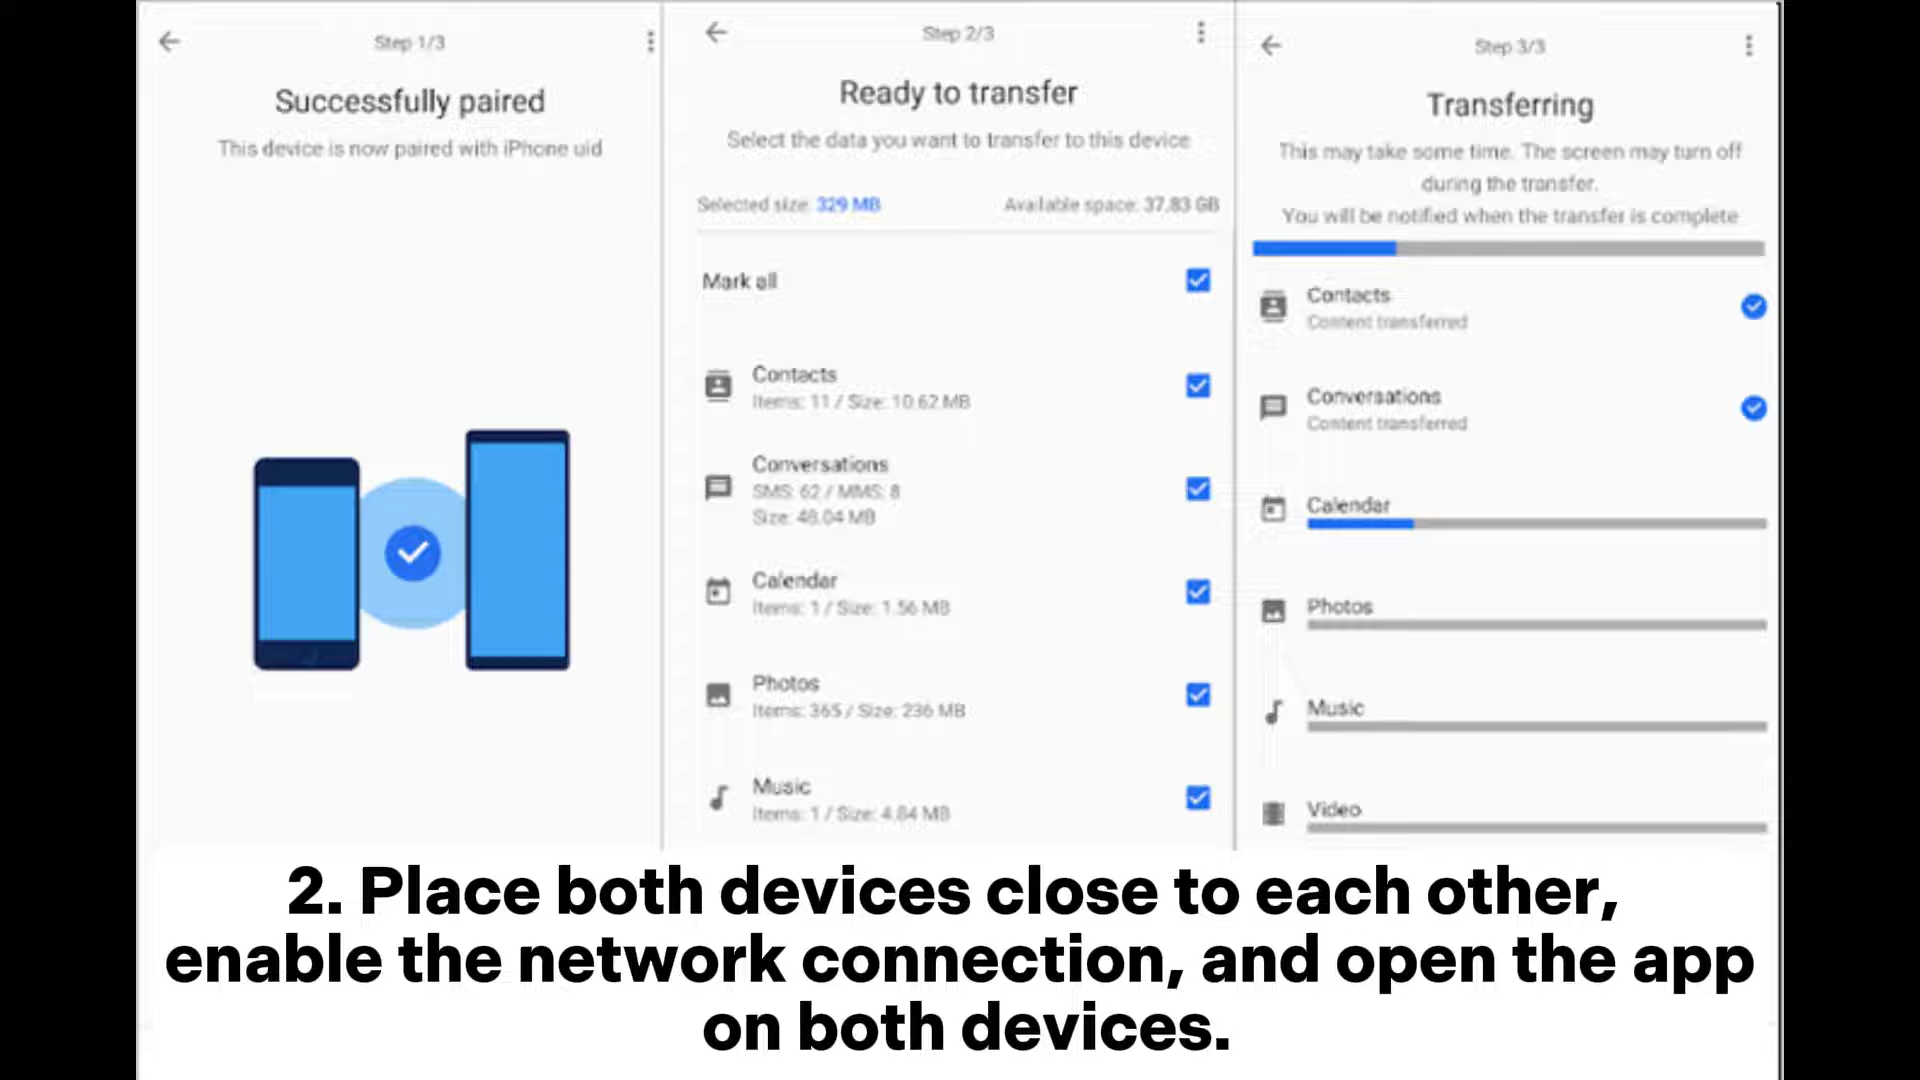 Step 1/3
Successfully paired
This device is now paired with iPhone uid
Step 2/3
Ready to transfer
Select the data you want to transfer to this device
Selected size: 329 MB
Available space: 37.83 GB
Mark all
Contacts
Items: 11 / Size: 10.62 MB
Conversations
SMS: 62 / MMS: 8
Size: 48.04 MB
Calendar
Items: 1 / Size: 1.56 MB
Photos
Items: 365 / Size: 236 MB
Music
Items: 1 / Size: 4.84 MB
Step 3/3
Transferring
This may take some time. The screen may turn off
during the transfer.
You will be notified when the transfer is complete
Contacts
Content transferred
Conversations
Content transferred
Calendar
Photos
Music
Video
2. Place both devices close to each other,
enable the network connection, and open the app
on both devices.